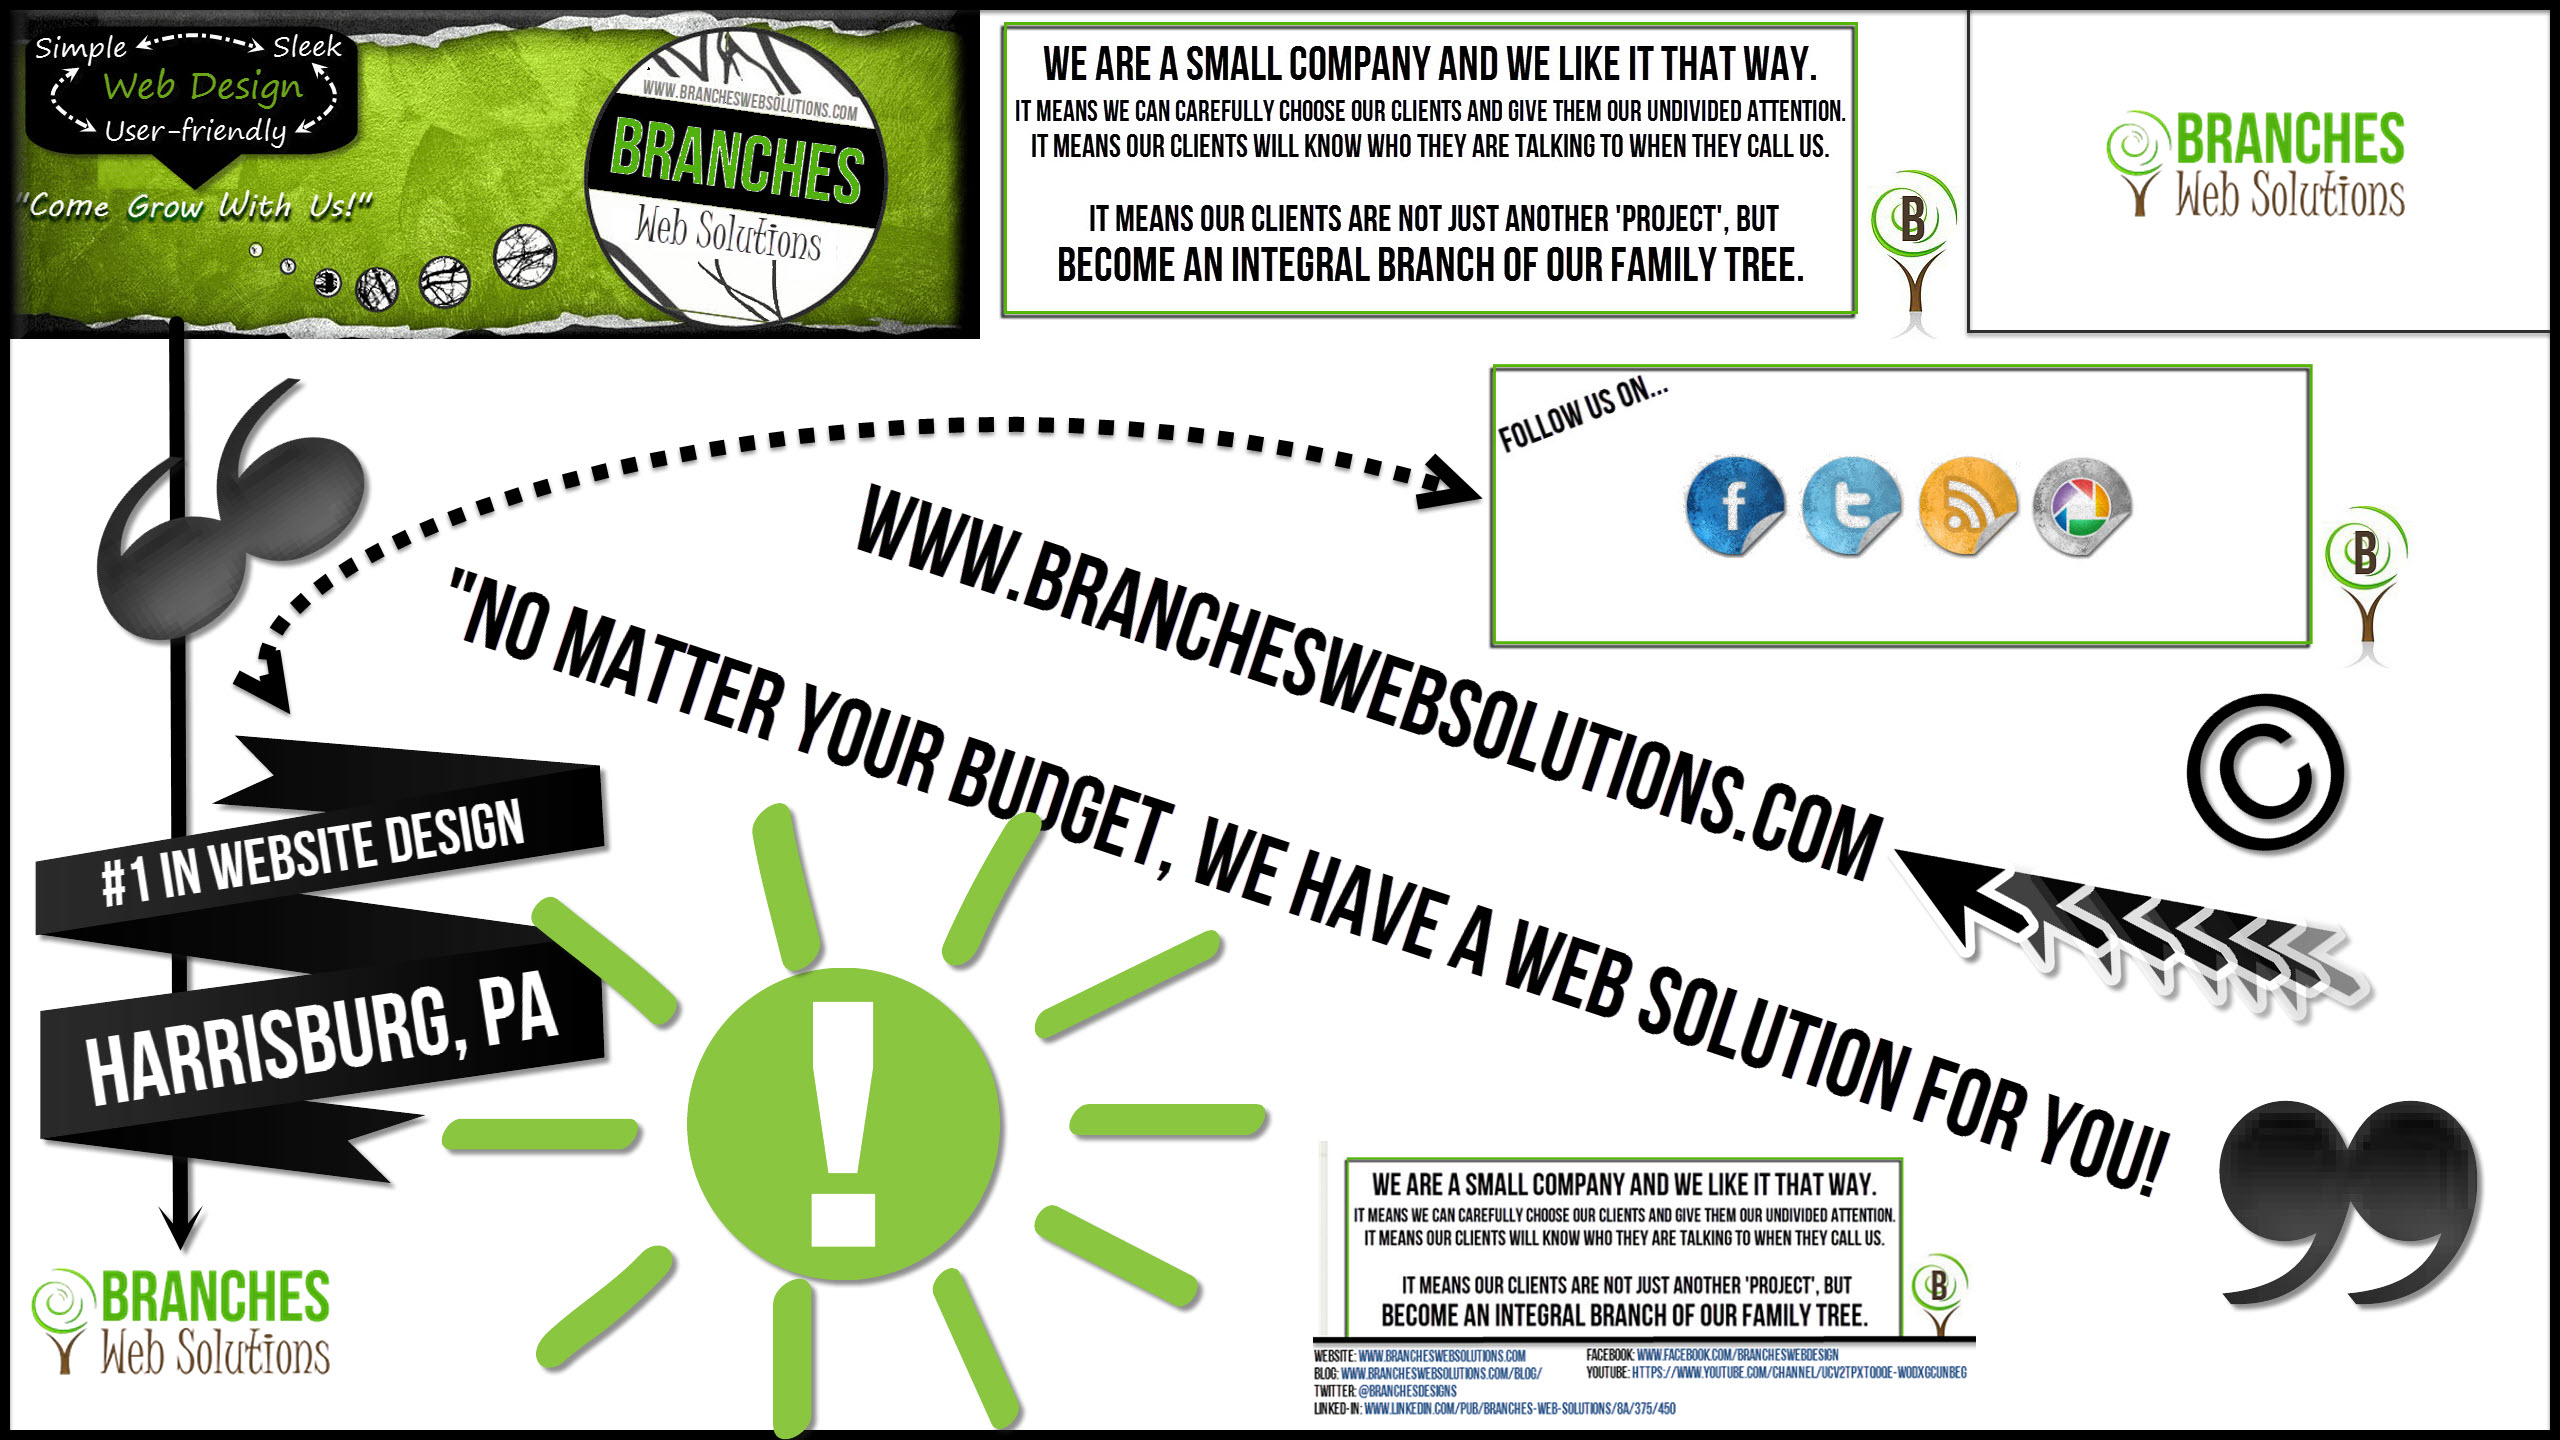 Simple Sleek
Web Design
User-friendly
"Come Grow With Us!"
WWW.BRANCHESWEBSOLUTIONS.COM
BRANCHES
Web Solutions
WE ARE A SMALL COMPANY AND WE LIKE IT THAT WAY.
IT MEANS WE CAN CAREFULLY CHOOSE OUR CLIENTS AND GIVE THEM OUR UNDIVIDED ATTENTION.
IT MEANS OUR CLIENTS WILL KNOW WHO THEY ARE TALKING TO WHEN THEY CALL US.
IT MEANS OUR CLIENTS ARE NOT JUST ANOTHER 'PROJECT', BUT
BECOME AN INTEGRAL BRANCH OF OUR FAMILY TREE.
B
BRANCHES
Web Solutions
FOLLOW US ON...
f t
B
©
WWW.BRANCHESWEBSOLUTIONS.COM
"NO MATTER YOUR BUDGET, WE HAVE A WEB SOLUTION FOR YOU!
#1 IN WEBSITE DESIGN
HARRISBURG, PA
!
BRANCHES
Web Solutions
WE ARE A SMALL COMPANY AND WE LIKE IT THAT WAY.
IT MEANS WE CAN CAREFULLY CHOOSE OUR CLIENTS AND GIVE THEM OUR UNDIVIDED ATTENTION.
IT MEANS OUR CLIENTS WILL KNOW WHO THEY ARE TALKING TO WHEN THEY CALL US.
IT MEANS OUR CLIENTS ARE NOT JUST ANOTHER 'PROJECT', BUT
BECOME AN INTEGRAL BRANCH OF OUR FAMILY TREE.
B
WEBSITE: WWW.BRANCHESWEBSOLUTIONS.COM
BLOG: WWW.BRANCHESWEBSOLUTIONS.COM/BLOG/
TWITTER: @BRANCHESDESIGNS
LINKED-IN: WWW.LINKEDIN.COM/PUB/BRANCHES-WEB-SOLUTIONS/8A/375/450
FACEBOOK: WWW.FACEBOOK.COM/BRANCHESWEBDESIGN
YOUTUBE: HTTPS://WWW.YOUTUBE.COM/CHANNEL/